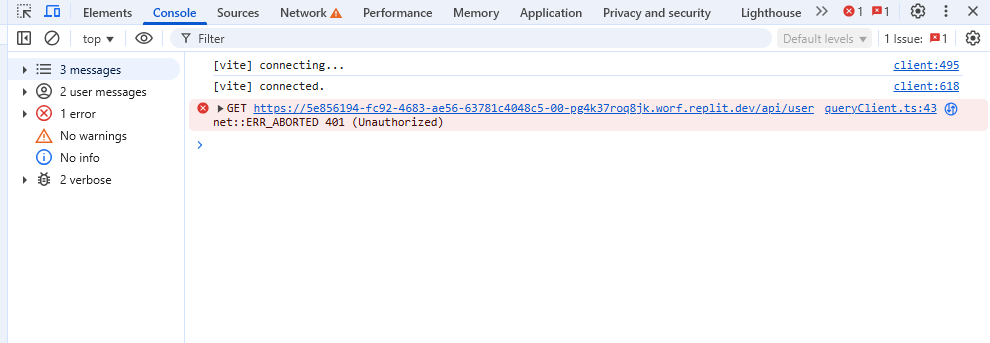 Elements Console Sources Network Performance Memory Application Privacy and security Lighthouse 1 1
top Filter Default levels 1 Issue: 1
3 messages
2 user messages
1 error
No warnings
No info
2 verbose
[vite] connecting... client:495
[vite] connected. client:618
GET https://5e856194-fc92-4683-ae56-63781c4048c5-00-pg4k37roq8jk.worf.replit.dev/api/user queryClient.ts:43
net::ERR_ABORTED 401 (Unauthorized)